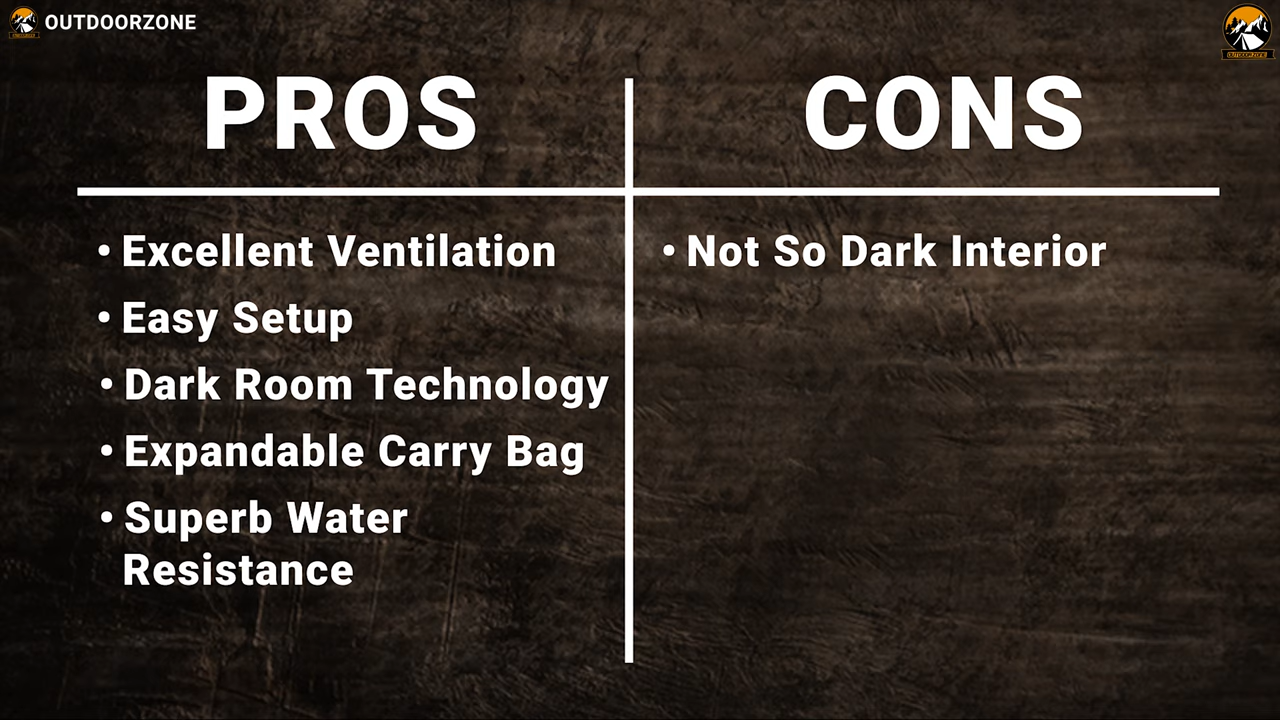 OUTDOORZONE
OUTDOORZONE
PROS
CONS
• Excellent Ventilation
• Easy Setup
• Dark Room Technology
• Expandable Carry Bag
• Superb Water
Resistance
• Not So Dark Interior